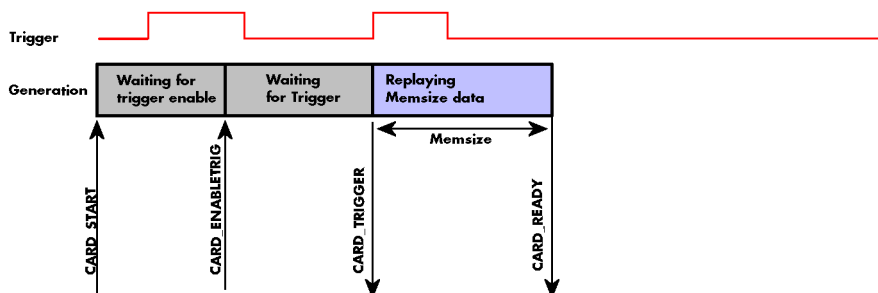 Trigger
Generation
Waiting for
trigger enable
Waiting
for Trigger
Replaying
Memsize data
Memsize
CARD_START
CARD_ENABLETRIG
CARD_TRIGGER
CARD_READY